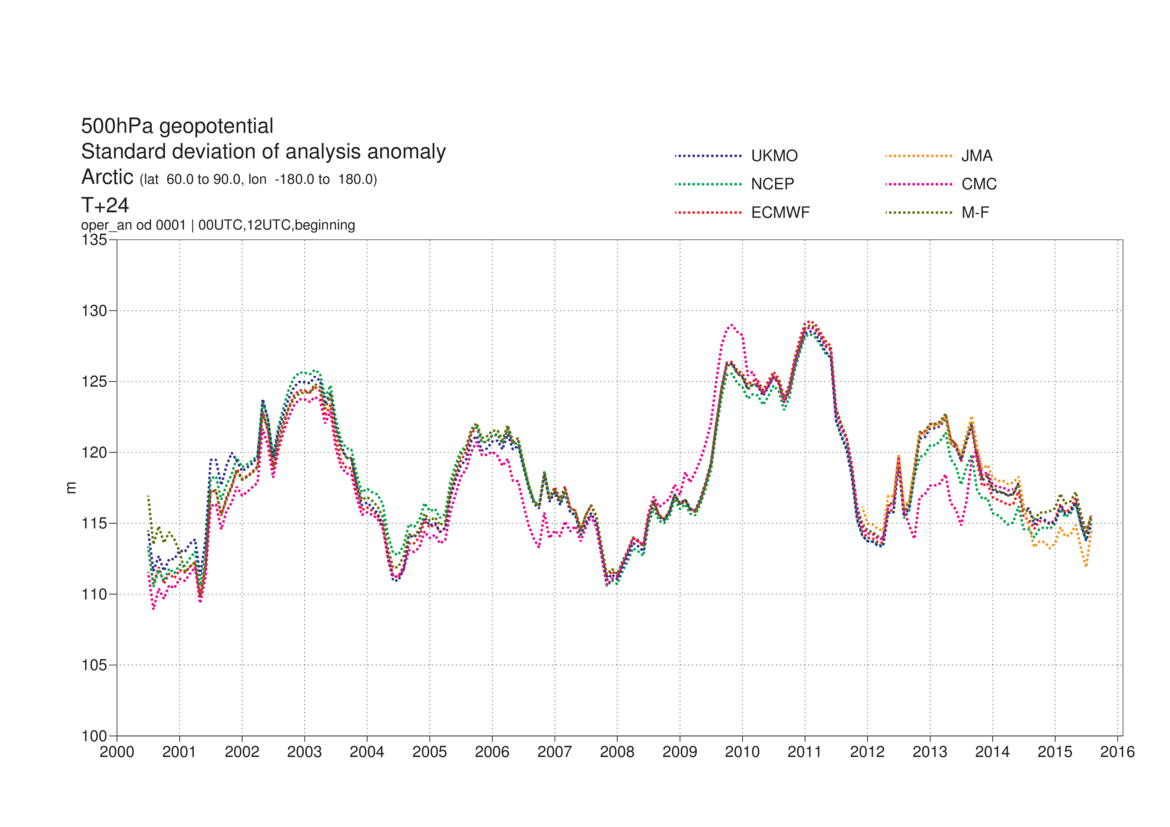 500hPa geopotential
Standard deviation of analysis anomaly
Arctic (lat 60.0 to 90.0, lon -180.0 to 180.0)
T+24
oper_an od 0001 | 00UTC,12UTC,beginning
UKMO
NCEP
ECMWF
JMA
CMC
M-F
135
130
125
120
115
110
105
100
m
2000 2001 2002 2003 2004 2005 2006 2007 2008 2009 2010 2011 2012 2013 2014 2015 2016